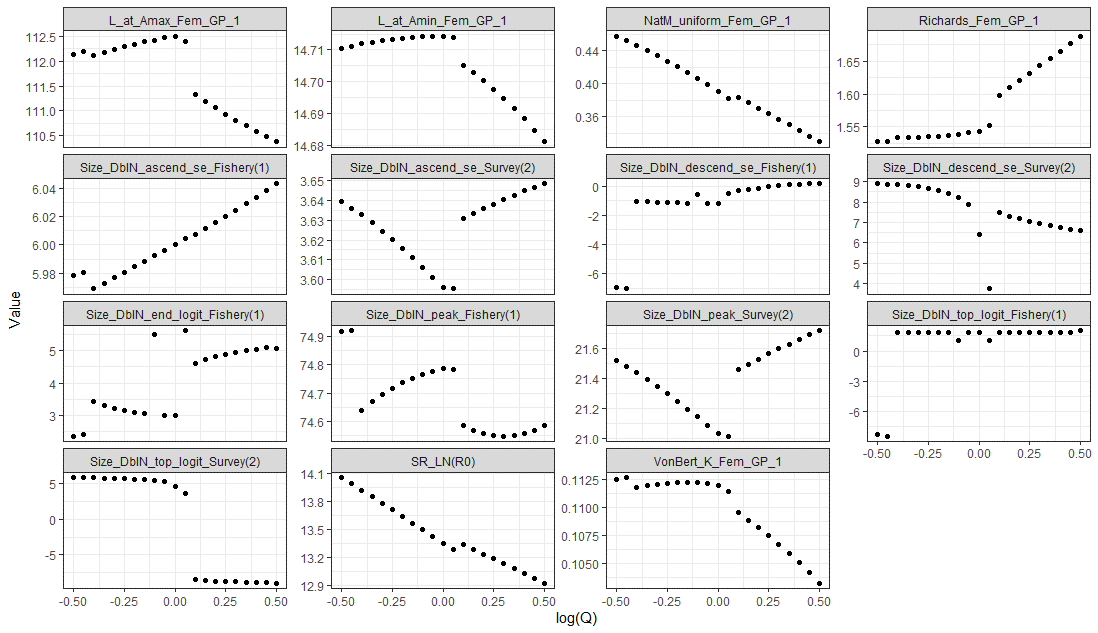 L_at_Amax_Fem_GP_1
L_at_Amin_Fem_GP_1
NatM_uniform_Fem_GP_1
Richards_Fem_GP_1
112.5
112.0
111.5
111.0
110.5
14.71
14.70
14.69
14.68
0.44
0.40
0.36
1.65
1.60
1.55
Size_DblN_ascend_se_Fishery(1)
Size_DblN_ascend_se_Survey(2)
Size_DblN_descend_se_Fishery(1)
Size_DblN_descend_se_Survey(2)
6.04
6.02
6.00
5.98
3.65
3.64
3.63
3.62
3.61
3.60
0
-2
-4
-6
9
8
7
6
5
4
Size_DblN_end_logit_Fishery(1)
Size_DblN_peak_Fishery(1)
Size_DblN_peak_Survey(2)
Size_DblN_top_logit_Fishery(1)
5
4
3
74.9
74.8
74.7
74.6
21.6
21.4
21.2
21.0
0
-3
-6
-0.50 -0.25 0.00 0.25 0.50
Size_DblN_top_logit_Survey(2)
SR_LN(R0)
VonBert_K_Fem_GP_1
5
0
-5
14.1
13.8
13.5
13.2
12.9
0.1125
0.1100
0.1075
0.1050
-0.50 -0.25 0.00 0.25 0.50
-0.50 -0.25 0.00 0.25 0.50
-0.50 -0.25 0.00 0.25 0.50
Value
log(Q)